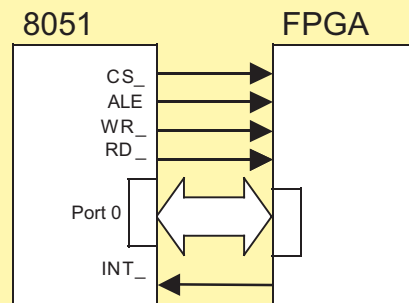 8051 FPGA
CS_
ALE
WR_
RD_
Port 0
INT_